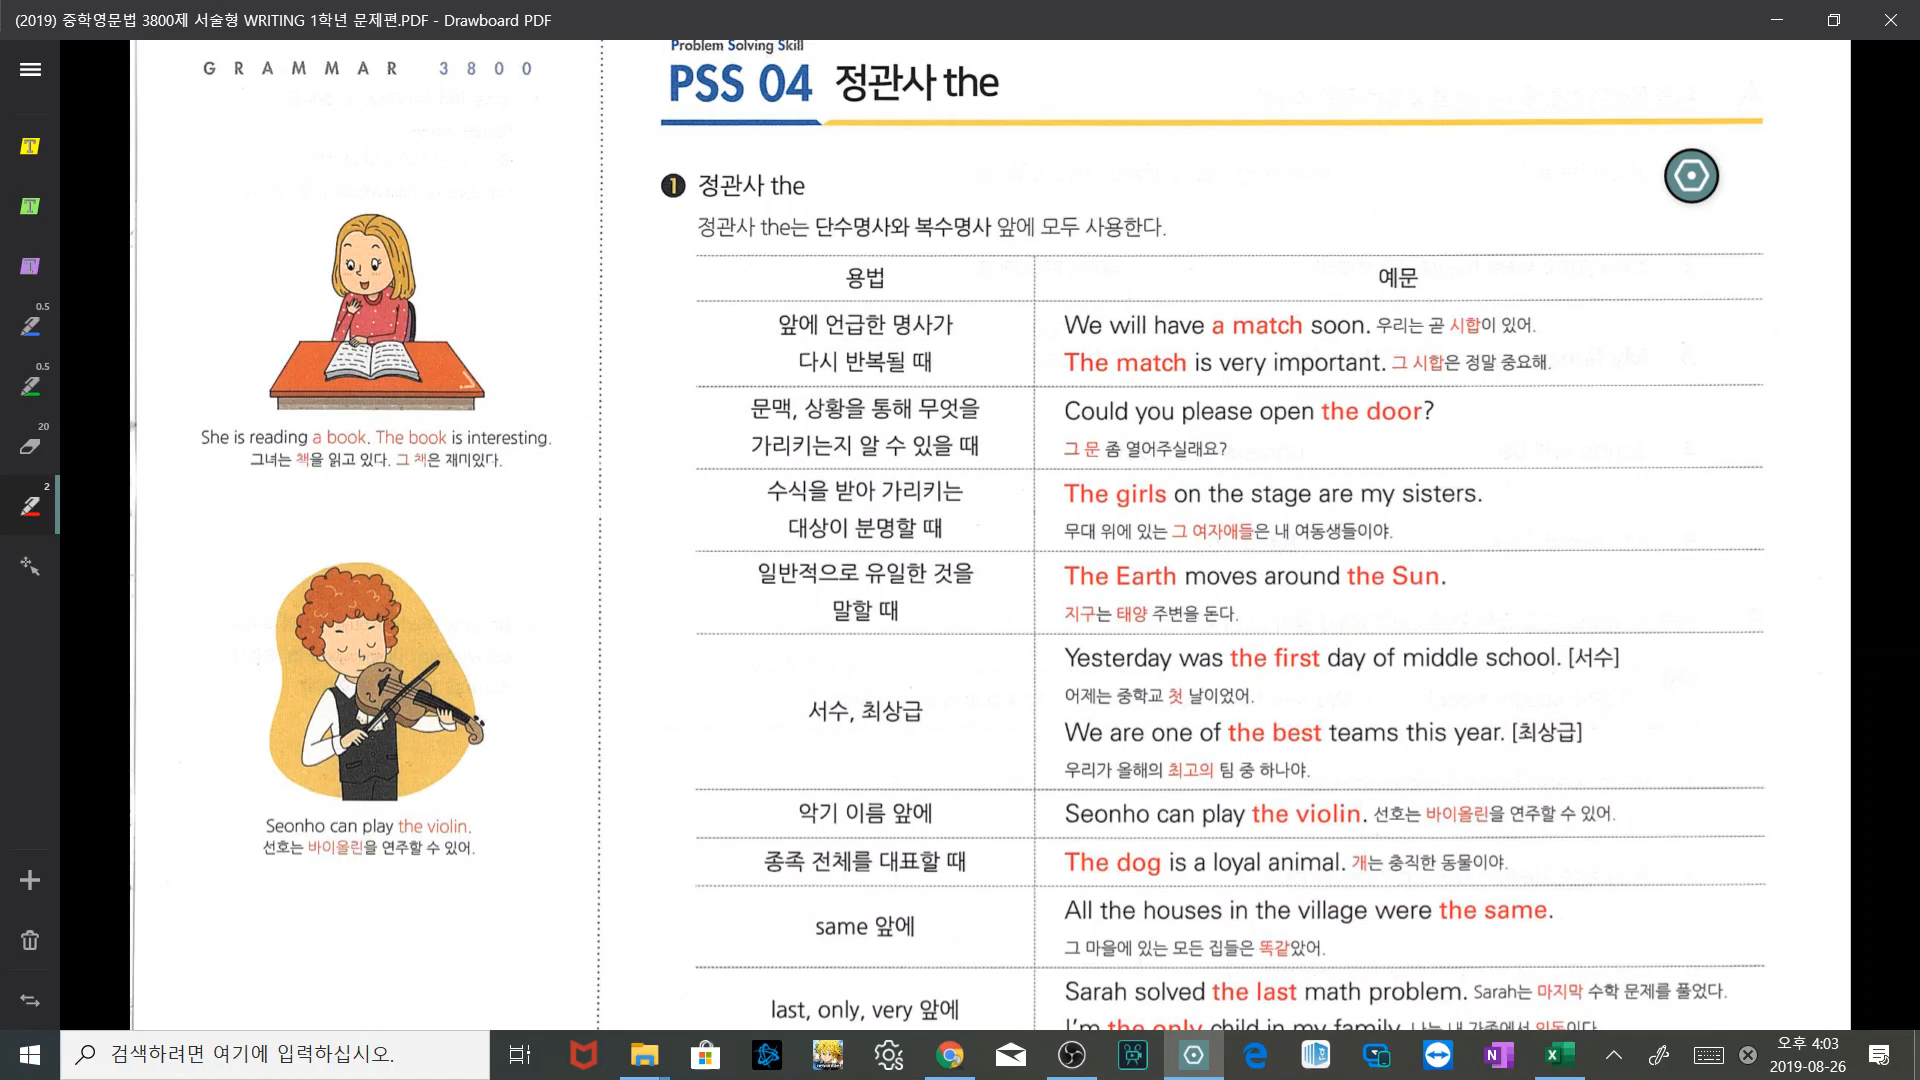 (2019) 중학영문법 3800제 서술형 WRITING 1학년 문제편.PDF - Drawboard PDF
GRAMMAR 3800
She is reading a book. The book is interesting.
그녀는 책을 읽고 있다. 그 책은 재미있다.
Seonho can play the violin.
선호는 바이올린을 연주할 수 있어.
Problem Solving Skill
PSS 04 정관사 the
1 정관사 the
정관사 the는 단수명사와 복수명사 앞에 모두 사용한다.
용법 예문
앞에 언급한 명사가
다시 반복될 때
We will have a match soon. 우리는 곧 시합이 있어.
The match is very important. 그 시합은 정말 중요해.
문맥, 상황을 통해 무엇을
가리키는지 알 수 있을 때
Could you please open the door?
그 문 좀 열어주실래요?
수식을 받아 가리키는
대상이 분명할 때
The girls on the stage are my sisters.
무대 위에 있는 그 여자애들은 내 여동생들이야.
일반적으로 유일한 것을
말할 때
The Earth moves around the Sun.
지구는 태양 주변을 돈다.
서수, 최상급
Yesterday was the first day of middle school. [서수]
어제는 중학교 첫 날이었어.
We are one of the best teams this year. [최상급]
우리가 올해의 최고의 팀 중 하나야.
악기 이름 앞에
Seonho can play the violin. 선호는 바이올린을 연주할 수 있어.
종족 전체를 대표할 때
The dog is a loyal animal. 개는 충직한 동물이야.
same 앞에
All the houses in the village were the same.
그 마을에 있는 모든 집들은 똑같았어.
last, only, very 앞에
Sarah solved the last math problem. Sarah는 마지막 수학 문제를 풀었다.
I'm the only child in my family. 나는 내 가족에서 외동이다.
0.5
0.5
20
2
검색하려면 여기에 입력하십시오.
오후 4:03
2019-08-26